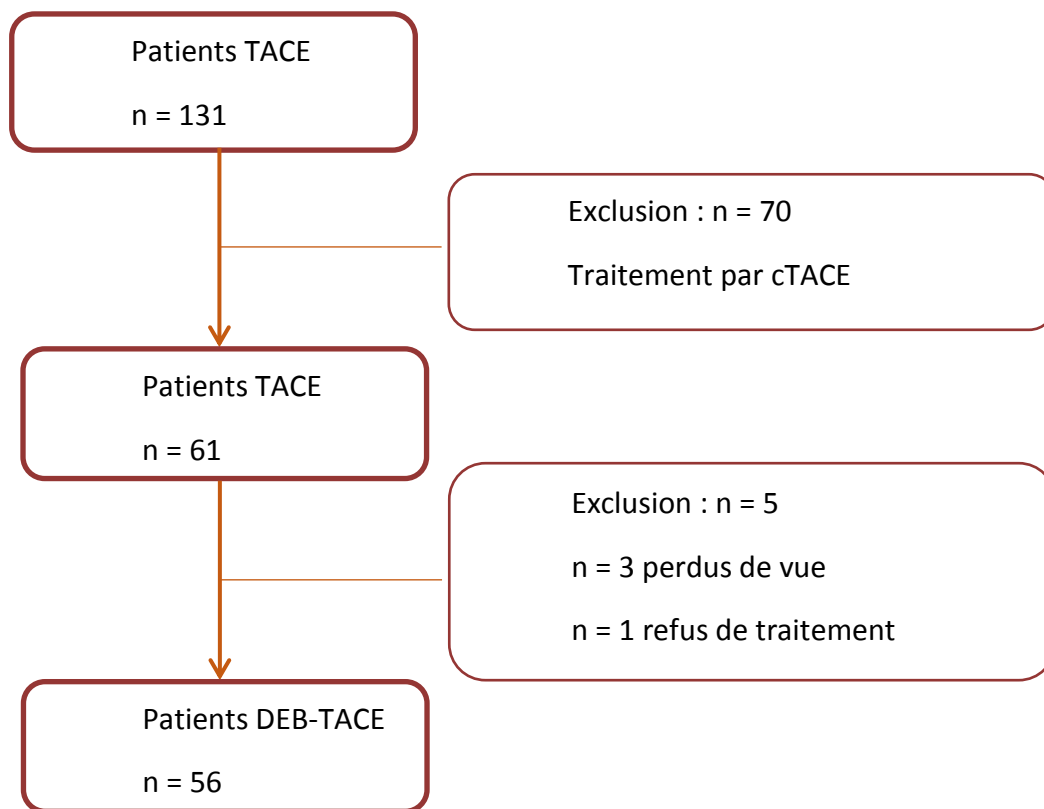 Patients TACE
n = 131
Exclusion : n = 70
Traitement par cTACE
Patients TACE
n = 61
Exclusion : n = 5
n = 3 perdus de vue
n = 1 refus de traitement
Patients DEB-TACE
n = 56